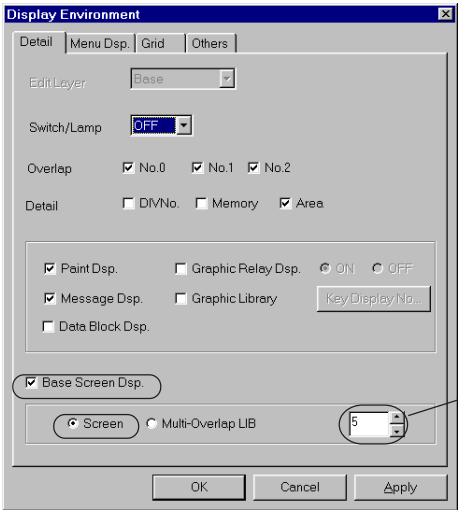 Display Environment
Detail Menu Dsp. Grid Others
Edit Layer Base
Switch/Lamp OFF
Overlap No.0 No.1 No.2
Detail DIVNo. Memory Area
Paint Dsp. Graphic Relay Dsp. ON OFF
Message Dsp. Graphic Library Key Display No...
Data Block Dsp.
Base Screen Dsp.
Screen Multi-Overlap LIB 5
OK Cancel Apply